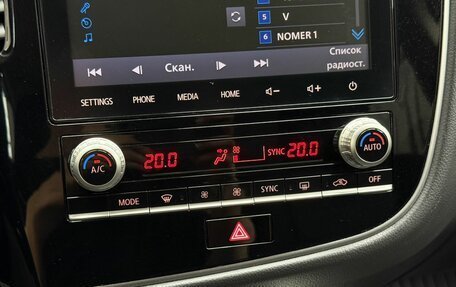 5 V
6 NOMER 1
Скан.
Список
радиост.
SETTINGS PHONE MEDIA HOME
20.0 SYNC 20.0
A/C AUTO
MODE SYNC OFF